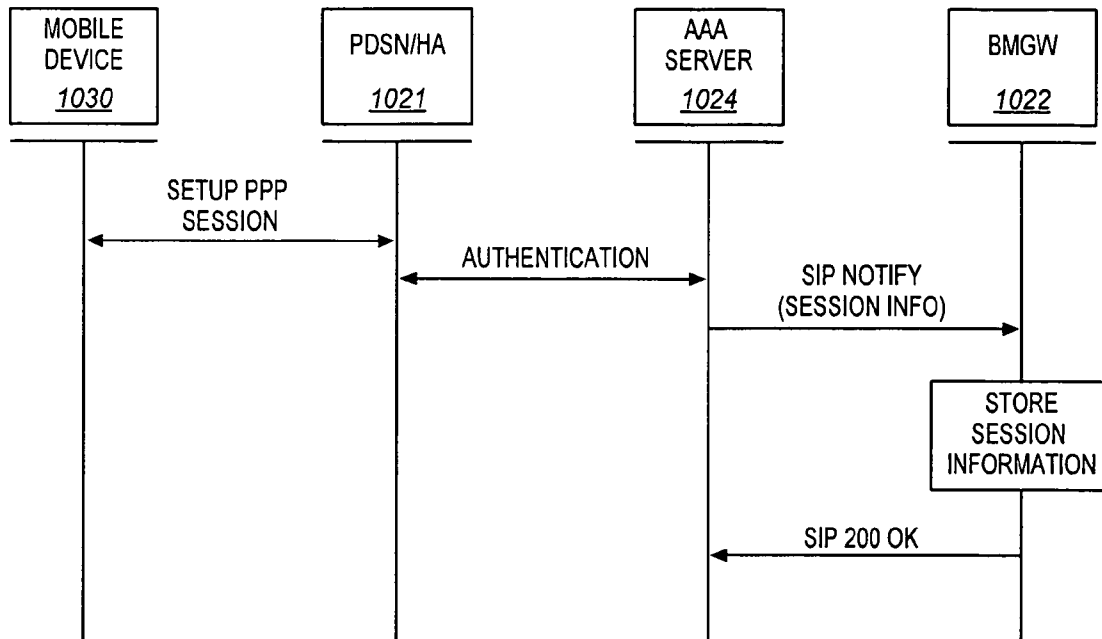 MOBILE
DEVICE
1030
PDSN/HA
1021
AAA
SERVER
1024
BMGW
1022
SETUP PPP
SESSION
AUTHENTICATION
SIP NOTIFY
(SESSION INFO)
STORE
SESSION
INFORMATION
SIP 200 OK